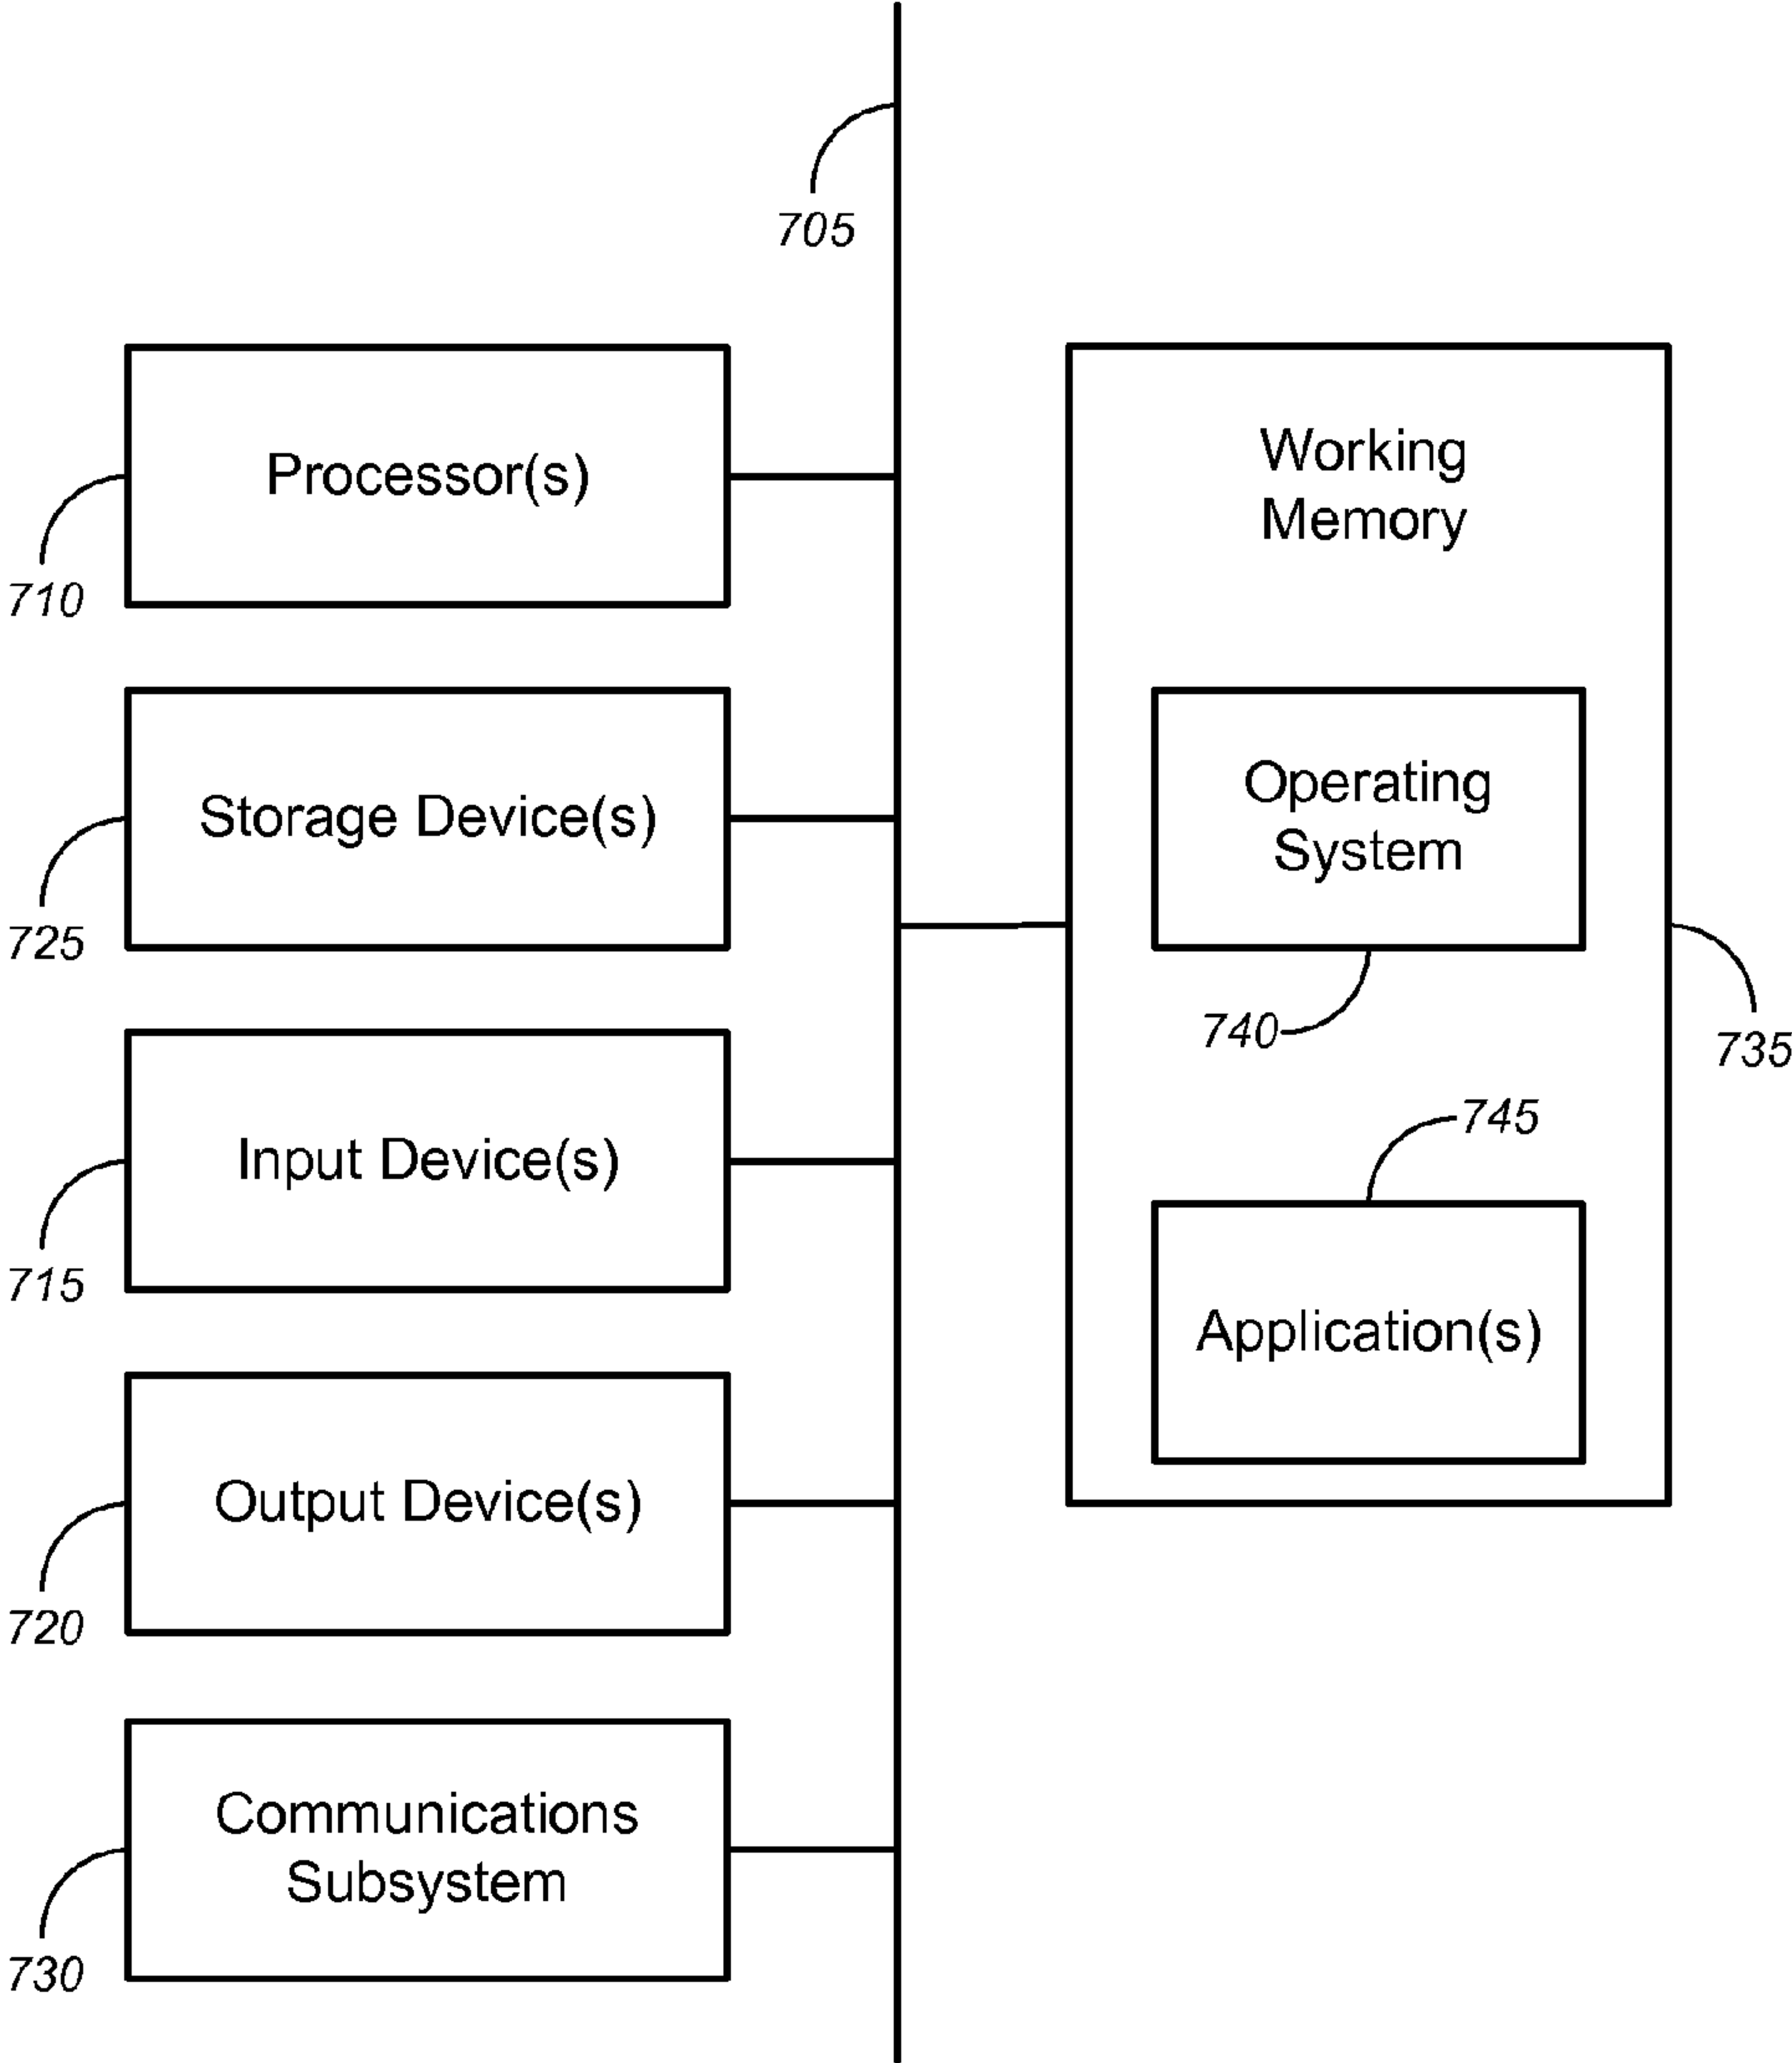 705
Processor(s)
710
Storage Device(s)
725
Input Device(s)
715
Output Device(s)
720
Communications
Subsystem
730
Working
Memory
Operating
System
740
735
745
Application(s)